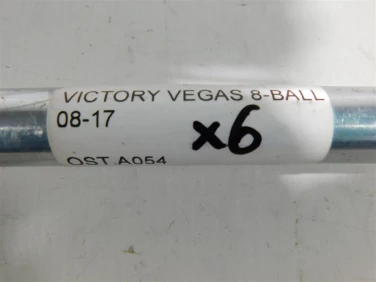 VICTORY VEGAS 8-BALL
08-17
x6
OST A054